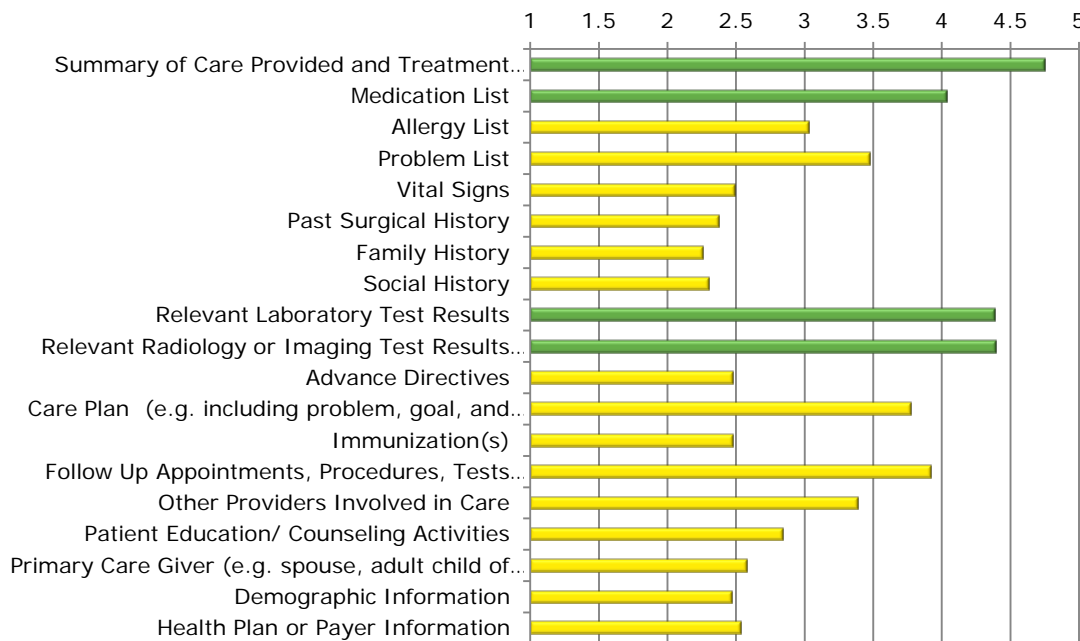 1 1.5 2 2.5 3 3.5 4 4.5 5
Summary of Care Provided and Treatment...
Medication List
Allergy List
Problem List
Vital Signs
Past Surgical History
Family History
Social History
Relevant Laboratory Test Results
Relevant Radiology or Imaging Test Results...
Advance Directives
Care Plan (e.g. including problem, goal, and...
Immunization(s)
Follow Up Appointments, Procedures, Tests...
Other Providers Involved in Care
Patient Education/ Counseling Activities
Primary Care Giver (e.g. spouse, adult child of...
Demographic Information
Health Plan or Payer Information